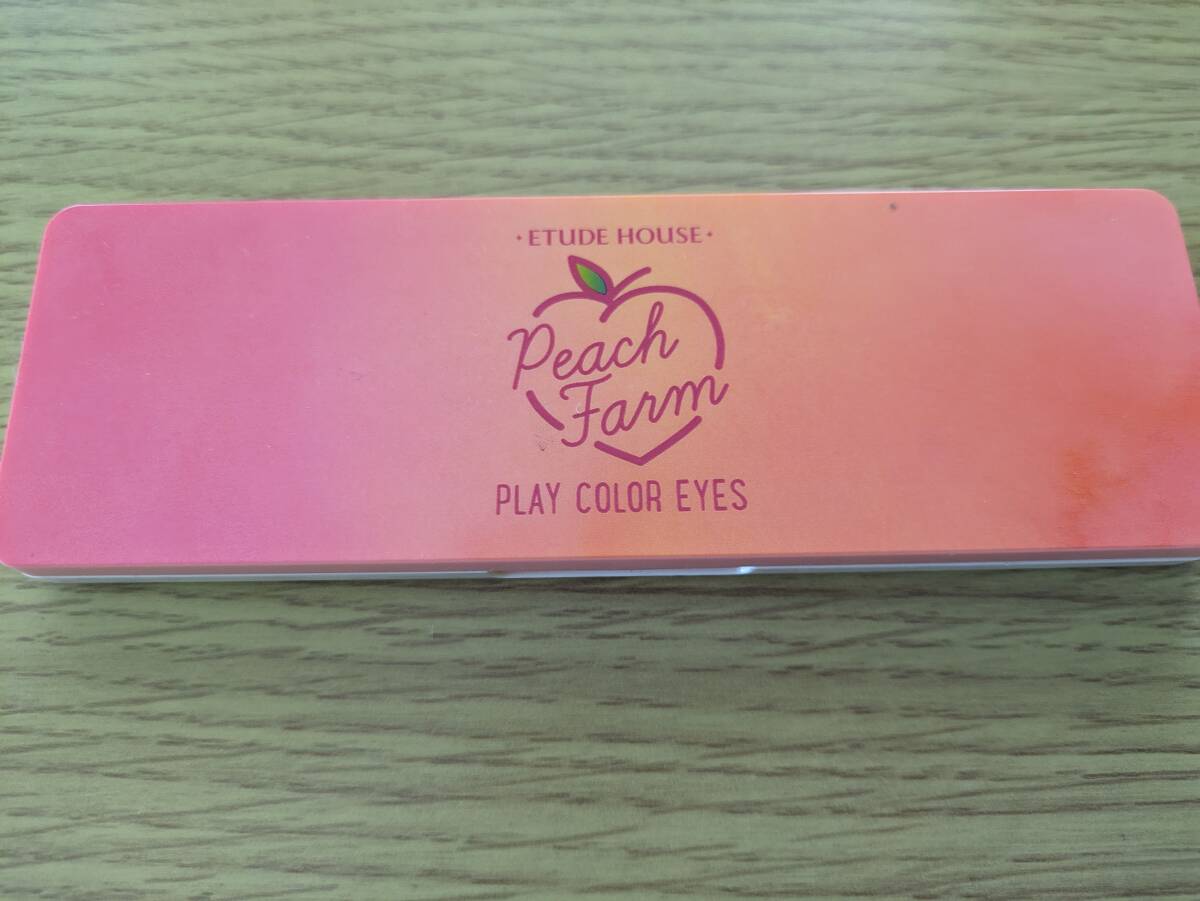 ETUDE HOUSE
Peach
Farm
PLAY COLOR EYES